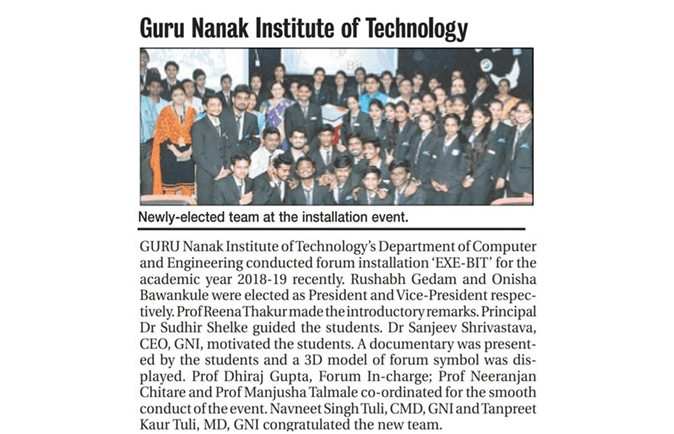 Guru Nanak Institute of Technology
Newly-elected team at the installation event.
GURU Nanak Institute of Technology's Department of Computer
and Engineering conducted forum installation 'EXE-BIT' for the
academic year 2018-19 recently. Rushabh Gedam and Onisha
Bawankule were elected as President and Vice-President respec-
tively. Prof Reena Thakur made the introductory remarks. Principal
Dr Sudhir Shelke guided the students. Dr Sanjeev Shrivastava,
CEO, GNI, motivated the students. A documentary was present-
ed by the students and a 3D model of forum symbol was dis-
played. Prof Dhiraj Gupta, Forum In-charge; Prof Neeranjan
Chitare and Prof Manjusha Talmale co-ordinated for the smooth
conduct of the event. Navneet Singh Tuli, CMD, GNI and Tanpreet
Kaur Tuli, MD, GNI congratulated the new team.